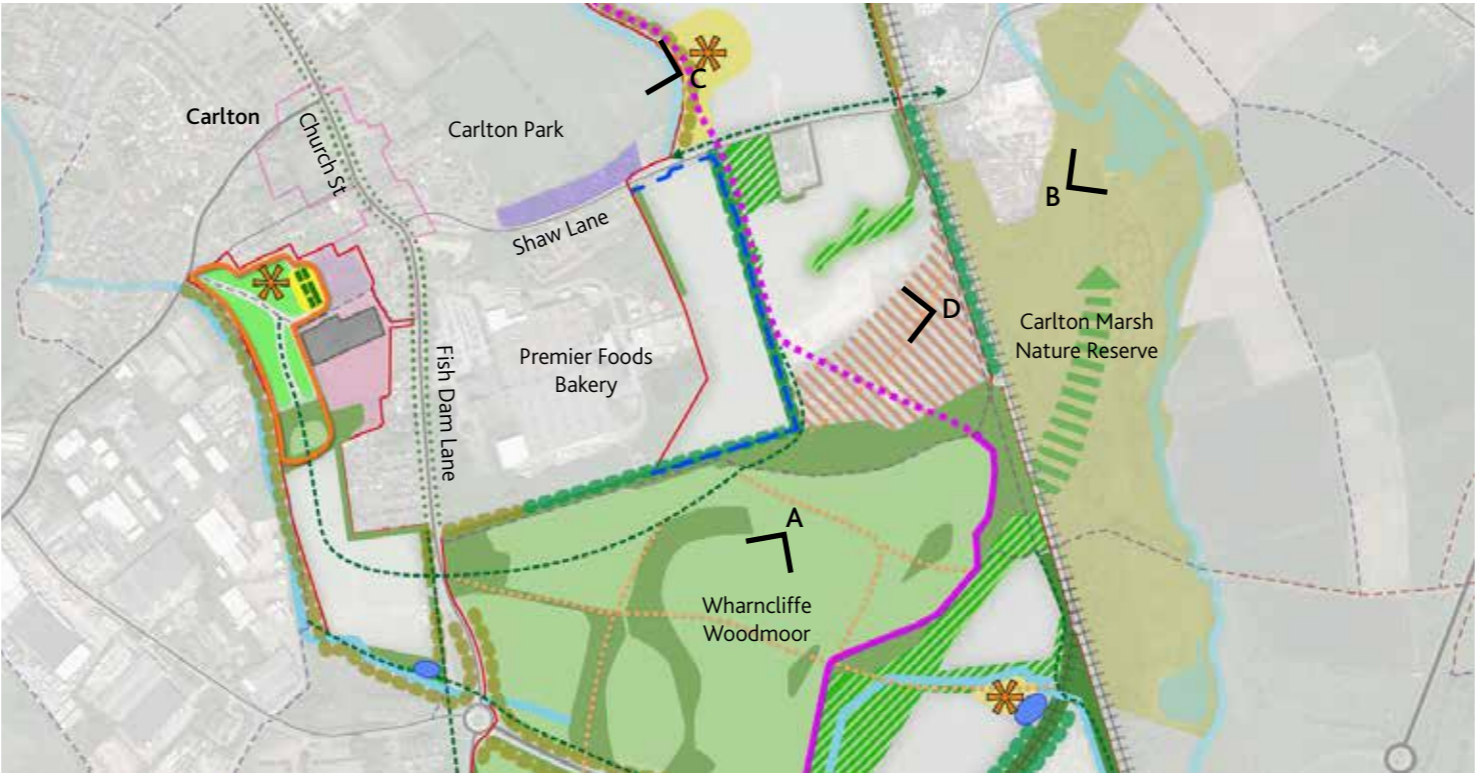 C
Carlton
Church St
Carlton Park
B
Shaw Lane
D
Carlton Marsh
Nature Reserve
Fish Dam Lane
Premier Foods
Bakery
A
Wharncliffe
Woodmoor